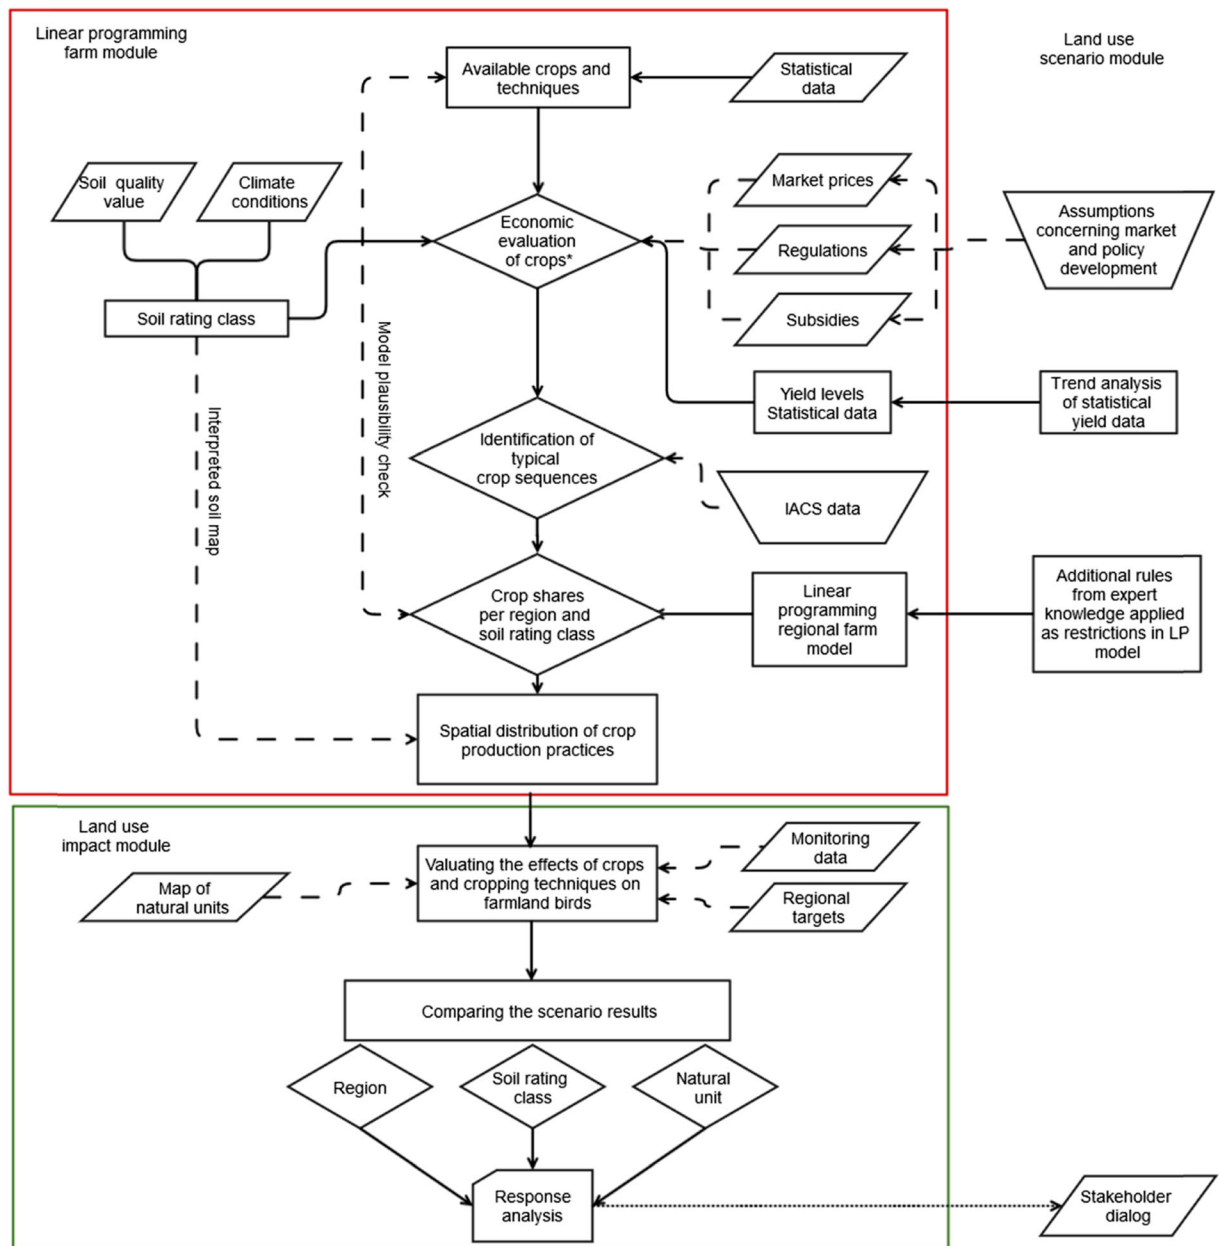 Linear programming
farm module
Land use
scenario module
Available crops and
techniques
Statistical
data
Soil quality
value
Climate
conditions
Market prices
Economic
evaluation
of crops*
Regulations
Assumptions
concerning market
and policy
development
Soil rating class
Subsidies
Model plausibility check
Interpreted soil map
Yield levels
Statistical data
Trend analysis
of statistical
yield data
Identification of
typical
crop sequences
IACS data
Crop shares
per region and
soil rating class
Linear
programming
regional farm
model
Additional rules
from expert
knowledge applied
as restrictions in LP
model
Spatial distribution of crop
production practices
Land use
impact module
Map of
natural units
Valuating the effects of crops
and cropping techniques on
farmland birds
Monitoring
data
Regional
targets
Comparing the scenario results
Region
Soil rating
class
Natural
unit
Response
analysis
Stakeholder
dialog